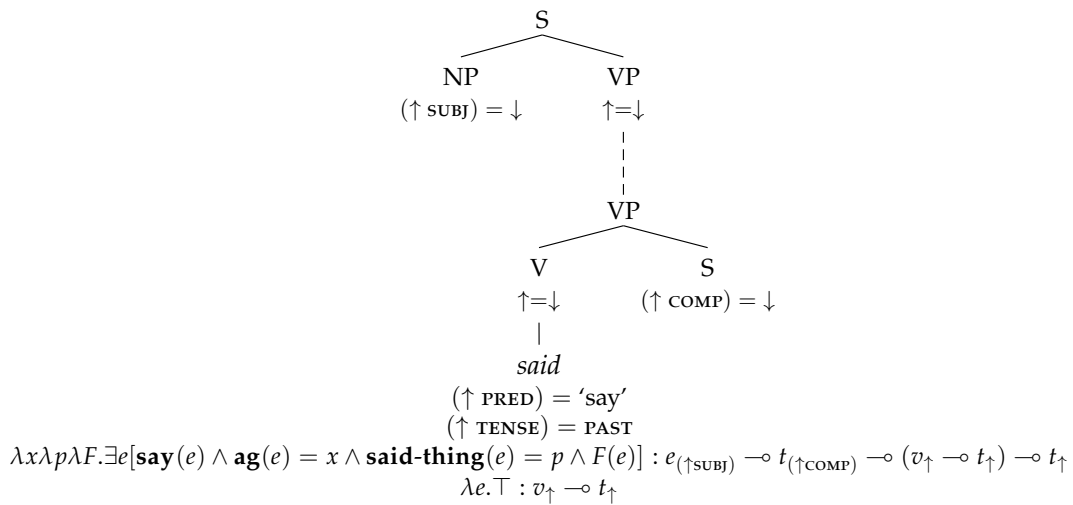 S
NP VP
(↑ SUBJ) = ↓ ↑=↓
VP
V S
↑=↓ (↑ COMP) = ↓
said
(↑ PRED) = ‘say’
(↑ TENSE) = PAST
λxλpλF.∃e[say(e) ∧ ag(e) = x ∧ said-thing(e) = p ∧ F(e)] : e(↑SUBJ) ⊸ t(↑COMP) ⊸ (v↑ ⊸ t↑) ⊸ t↑
λe.⊤ : v↑ ⊸ t↑